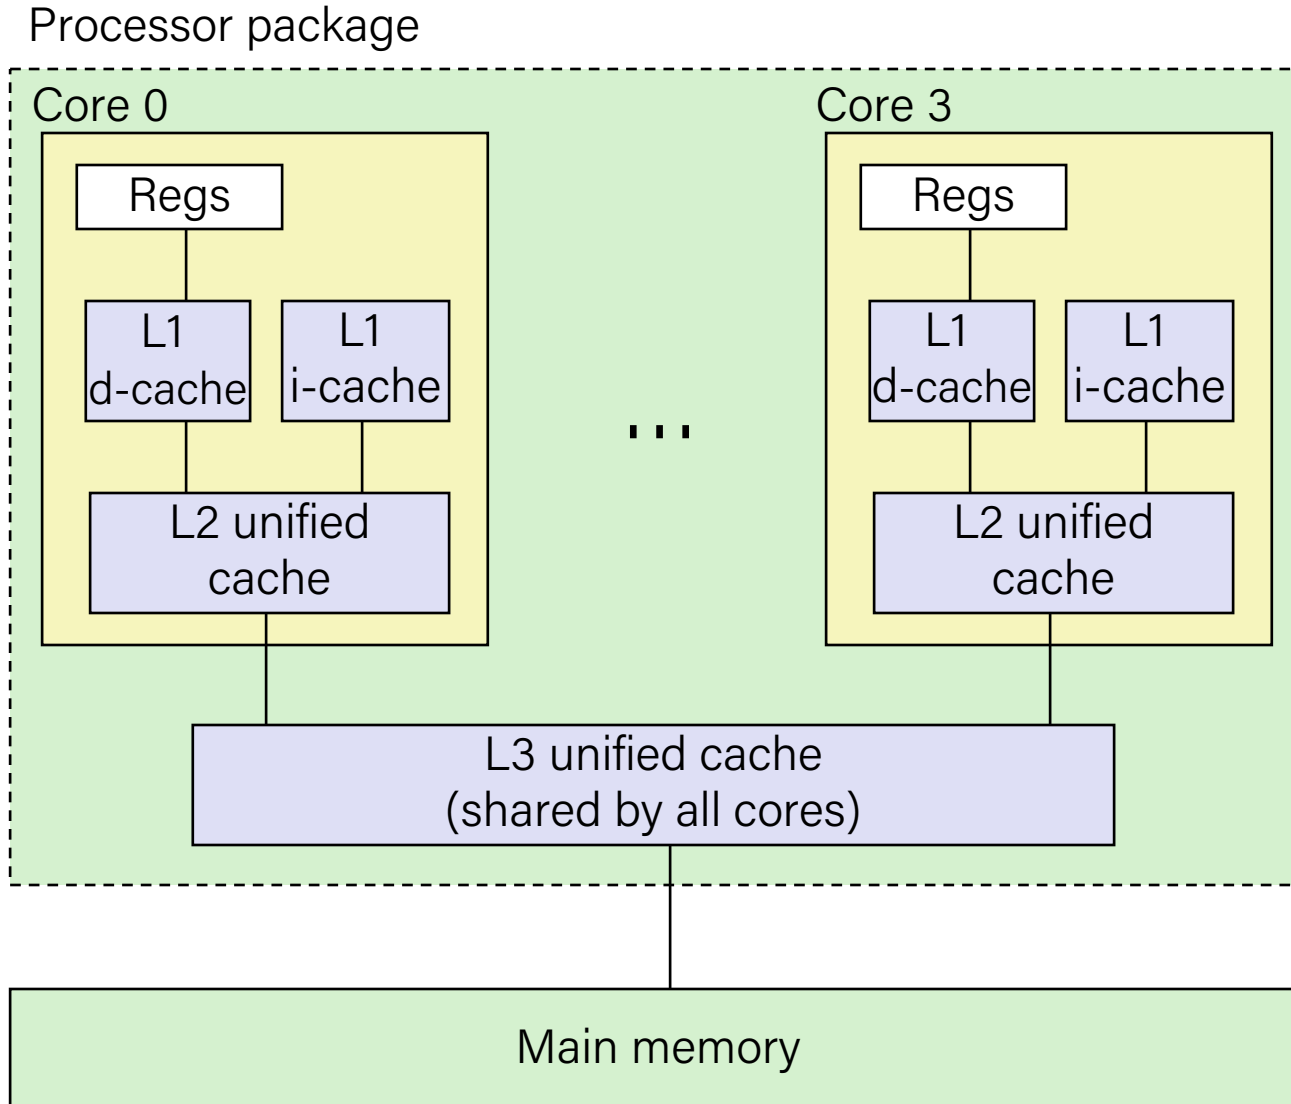 Processor package
Core 0
Regs
L1
d-cache
L1
i-cache
L2 unified
cache
...
Core 3
Regs
L1
d-cache
L1
i-cache
L2 unified
cache
L3 unified cache
(shared by all cores)
Main memory